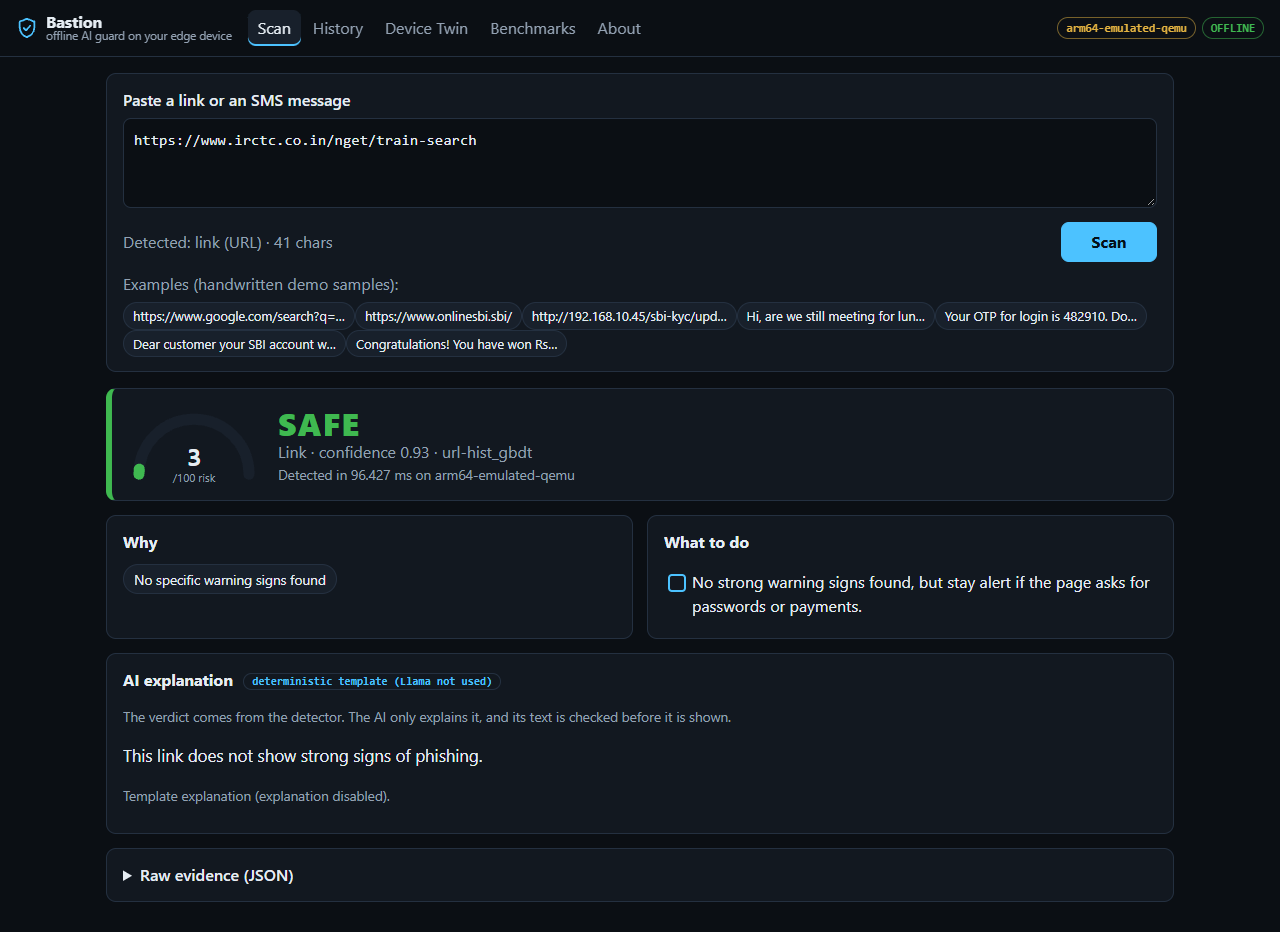 Bastion
offline AI guard on your edge device
Scan History Device Twin Benchmarks About
arm64-emulated-qemu OFFLINE
Paste a link or an SMS message
https://www.irctc.co.in/nget/train-search
Detected: link (URL) · 41 chars
Scan
Examples (handwritten demo samples):
https://www.google.com/search?q=... https://www.onlinesbi.sbi/ http://192.168.10.45/sbi-kyc/upd... Hi, are we still meeting for lun... Your OTP for login is 482910. Do...
Dear customer your SBI account w... Congratulations! You have won Rs...
3
/100 risk
SAFE
Link · confidence 0.93 · url-hist_gbdt
Detected in 96.427 ms on arm64-emulated-qemu
Why
No specific warning signs found
What to do
No strong warning signs found, but stay alert if the page asks for
passwords or payments.
AI explanation deterministic template (Llama not used)
The verdict comes from the detector. The AI only explains it, and its text is checked before it is shown.
This link does not show strong signs of phishing.
Template explanation (explanation disabled).
Raw evidence (JSON)